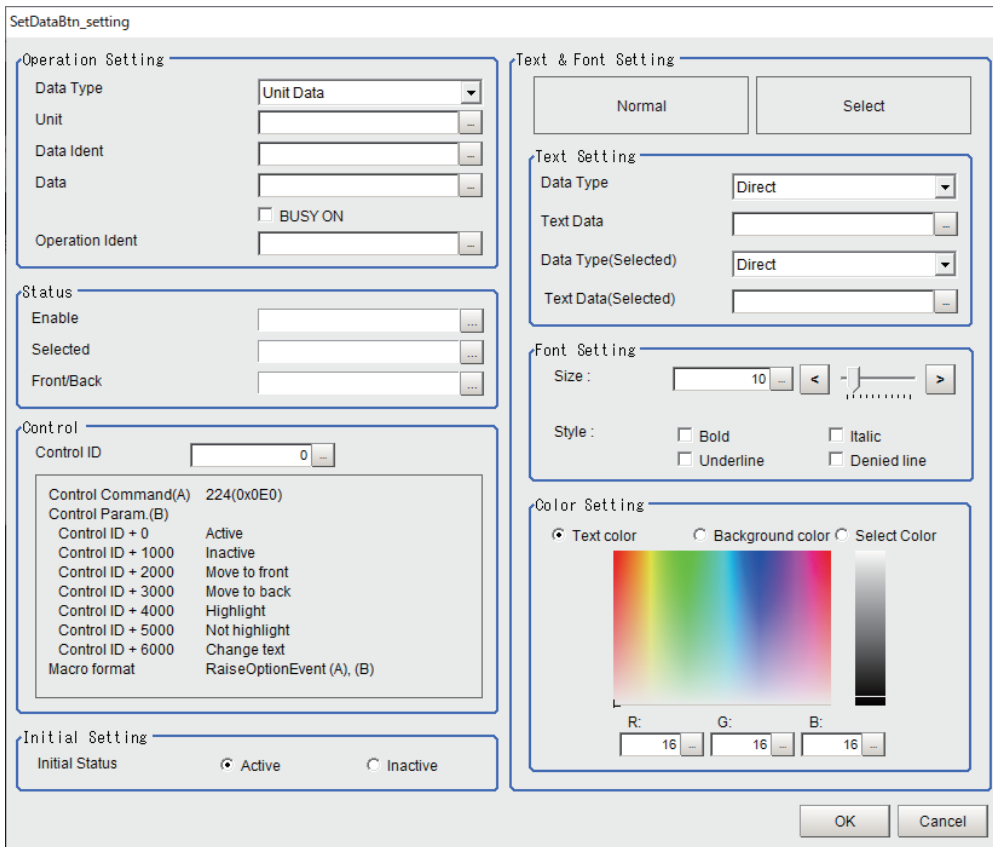 SetDataBtn_setting
Operation Setting
Data Type
Unit Data
Unit
...
Data Ident
...
Data
...
BUSY ON
Operation Ident
...
Status
Enable
...
Selected
...
Front/Back
...
Control
Control ID
0
...
Control Command(A) 224(0x0E0)
Control Param.(B)
Control ID + 0 Active
Control ID + 1000 Inactive
Control ID + 2000 Move to front
Control ID + 3000 Move to back
Control ID + 4000 Highlight
Control ID + 5000 Not highlight
Control ID + 6000 Change text
Macro format RaiseOptionEvent (A), (B)
Initial Setting
Initial Status Active Inactive
Text & Font Setting
Normal Select
Text Setting
Data Type Direct
Text Data ...
Data Type(Selected) Direct
Text Data(Selected) ...
Font Setting
Size : 10 ... < >
Style : Bold Italic
Underline Denied line
Color Setting
Text color Background color Select Color
R: G: B:
16 ... 16 ... 16 ...
OK Cancel